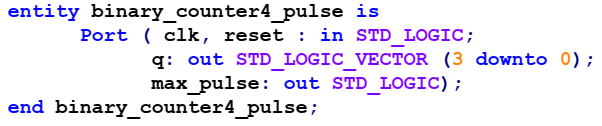 entity binary_counter4_pulse is
Port ( clk, reset : in STD_LOGIC;
q: out STD_LOGIC_VECTOR (3 downto 0);
max_pulse: out STD_LOGIC);
end binary_counter4_pulse;